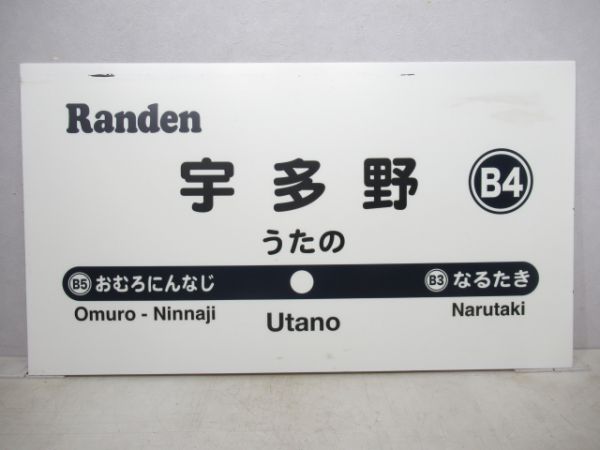 Randen
宇多野
B4
うたの
B5 おむろにんなじ
B3 なるたき
Omuro - Ninnaji
Utano
Narutaki